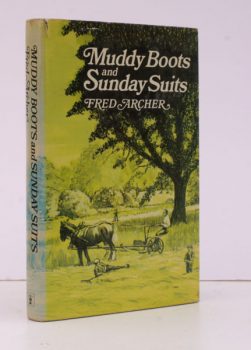 Muddy Boots
and
Sunday Suits
FRED ARCHER
MUDDY BOOTS and SUNDAY SUITS
Fred Archer